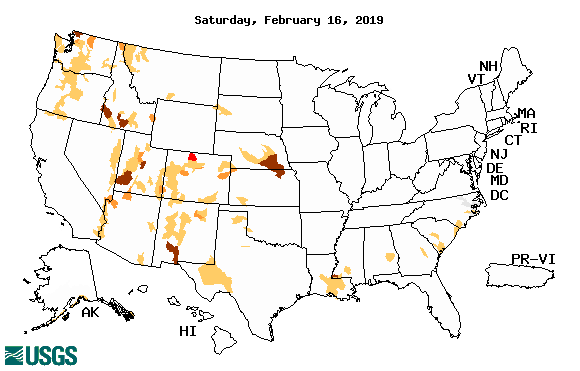 Saturday, February 16, 2019
NH
VT
MA
RI
CT
NJ
DE
MD
DC
PR-VI
AK
HI
USGS